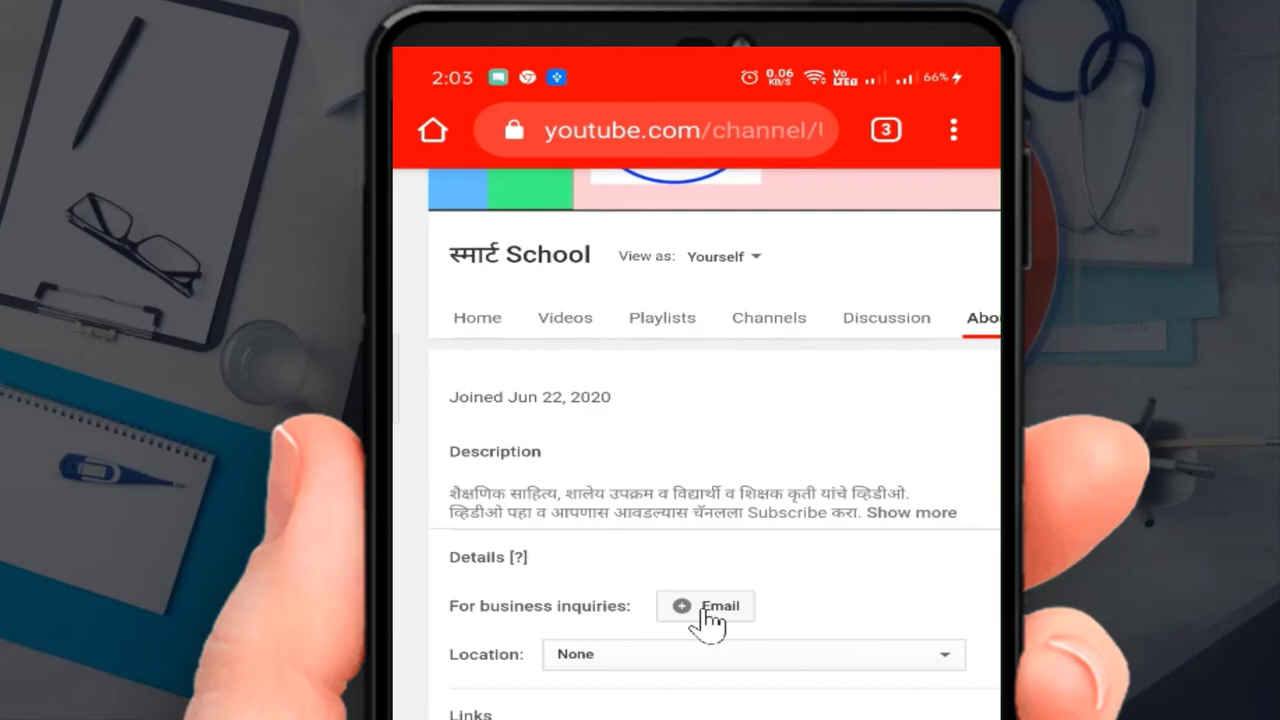 2:03 0.06 KB/S Vo LTE 66%
youtube.com/channel/
3
स्मार्ट School View as: Yourself
Home Videos Playlists Channels Discussion Abo
Joined Jun 22, 2020
Description
शैक्षणिक साहित्य, शालेय उपक्रम व विद्यार्थी व शिक्षक कृती यांचे व्हिडीओ.
व्हिडीओ पहा व आपणास आवडल्यास चॅनलला Subscribe करा. Show more
Details [?]
For business inquiries: Email
Location: None
Links